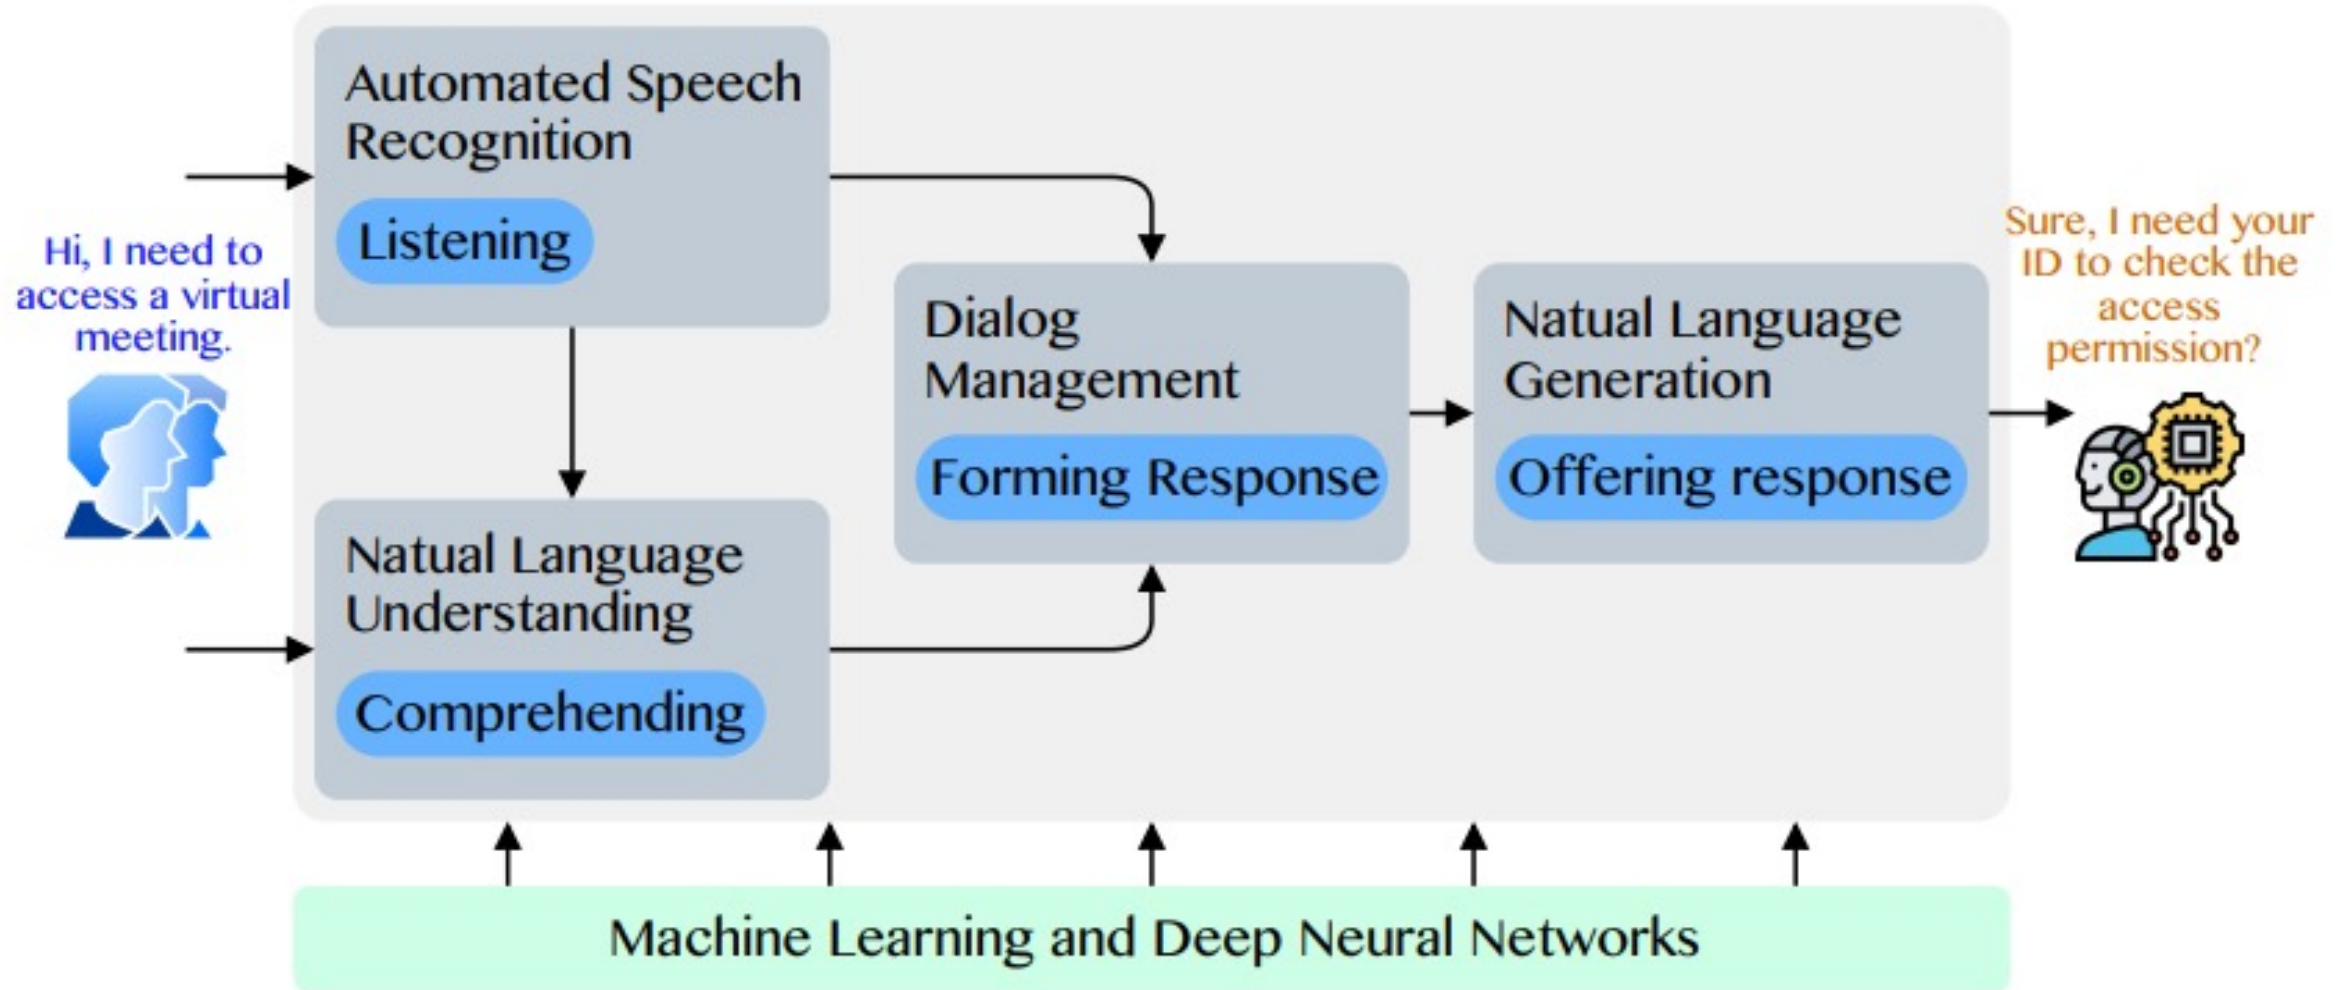 Automated Speech
Recognition
Listening
Hi, I need to
access a virtual
meeting.
Natual Language
Understanding
Comprehending
Dialog
Management
Forming Response
Natual Language
Generation
Offering response
Sure, I need your
ID to check the
access
permission?
Machine Learning and Deep Neural Networks